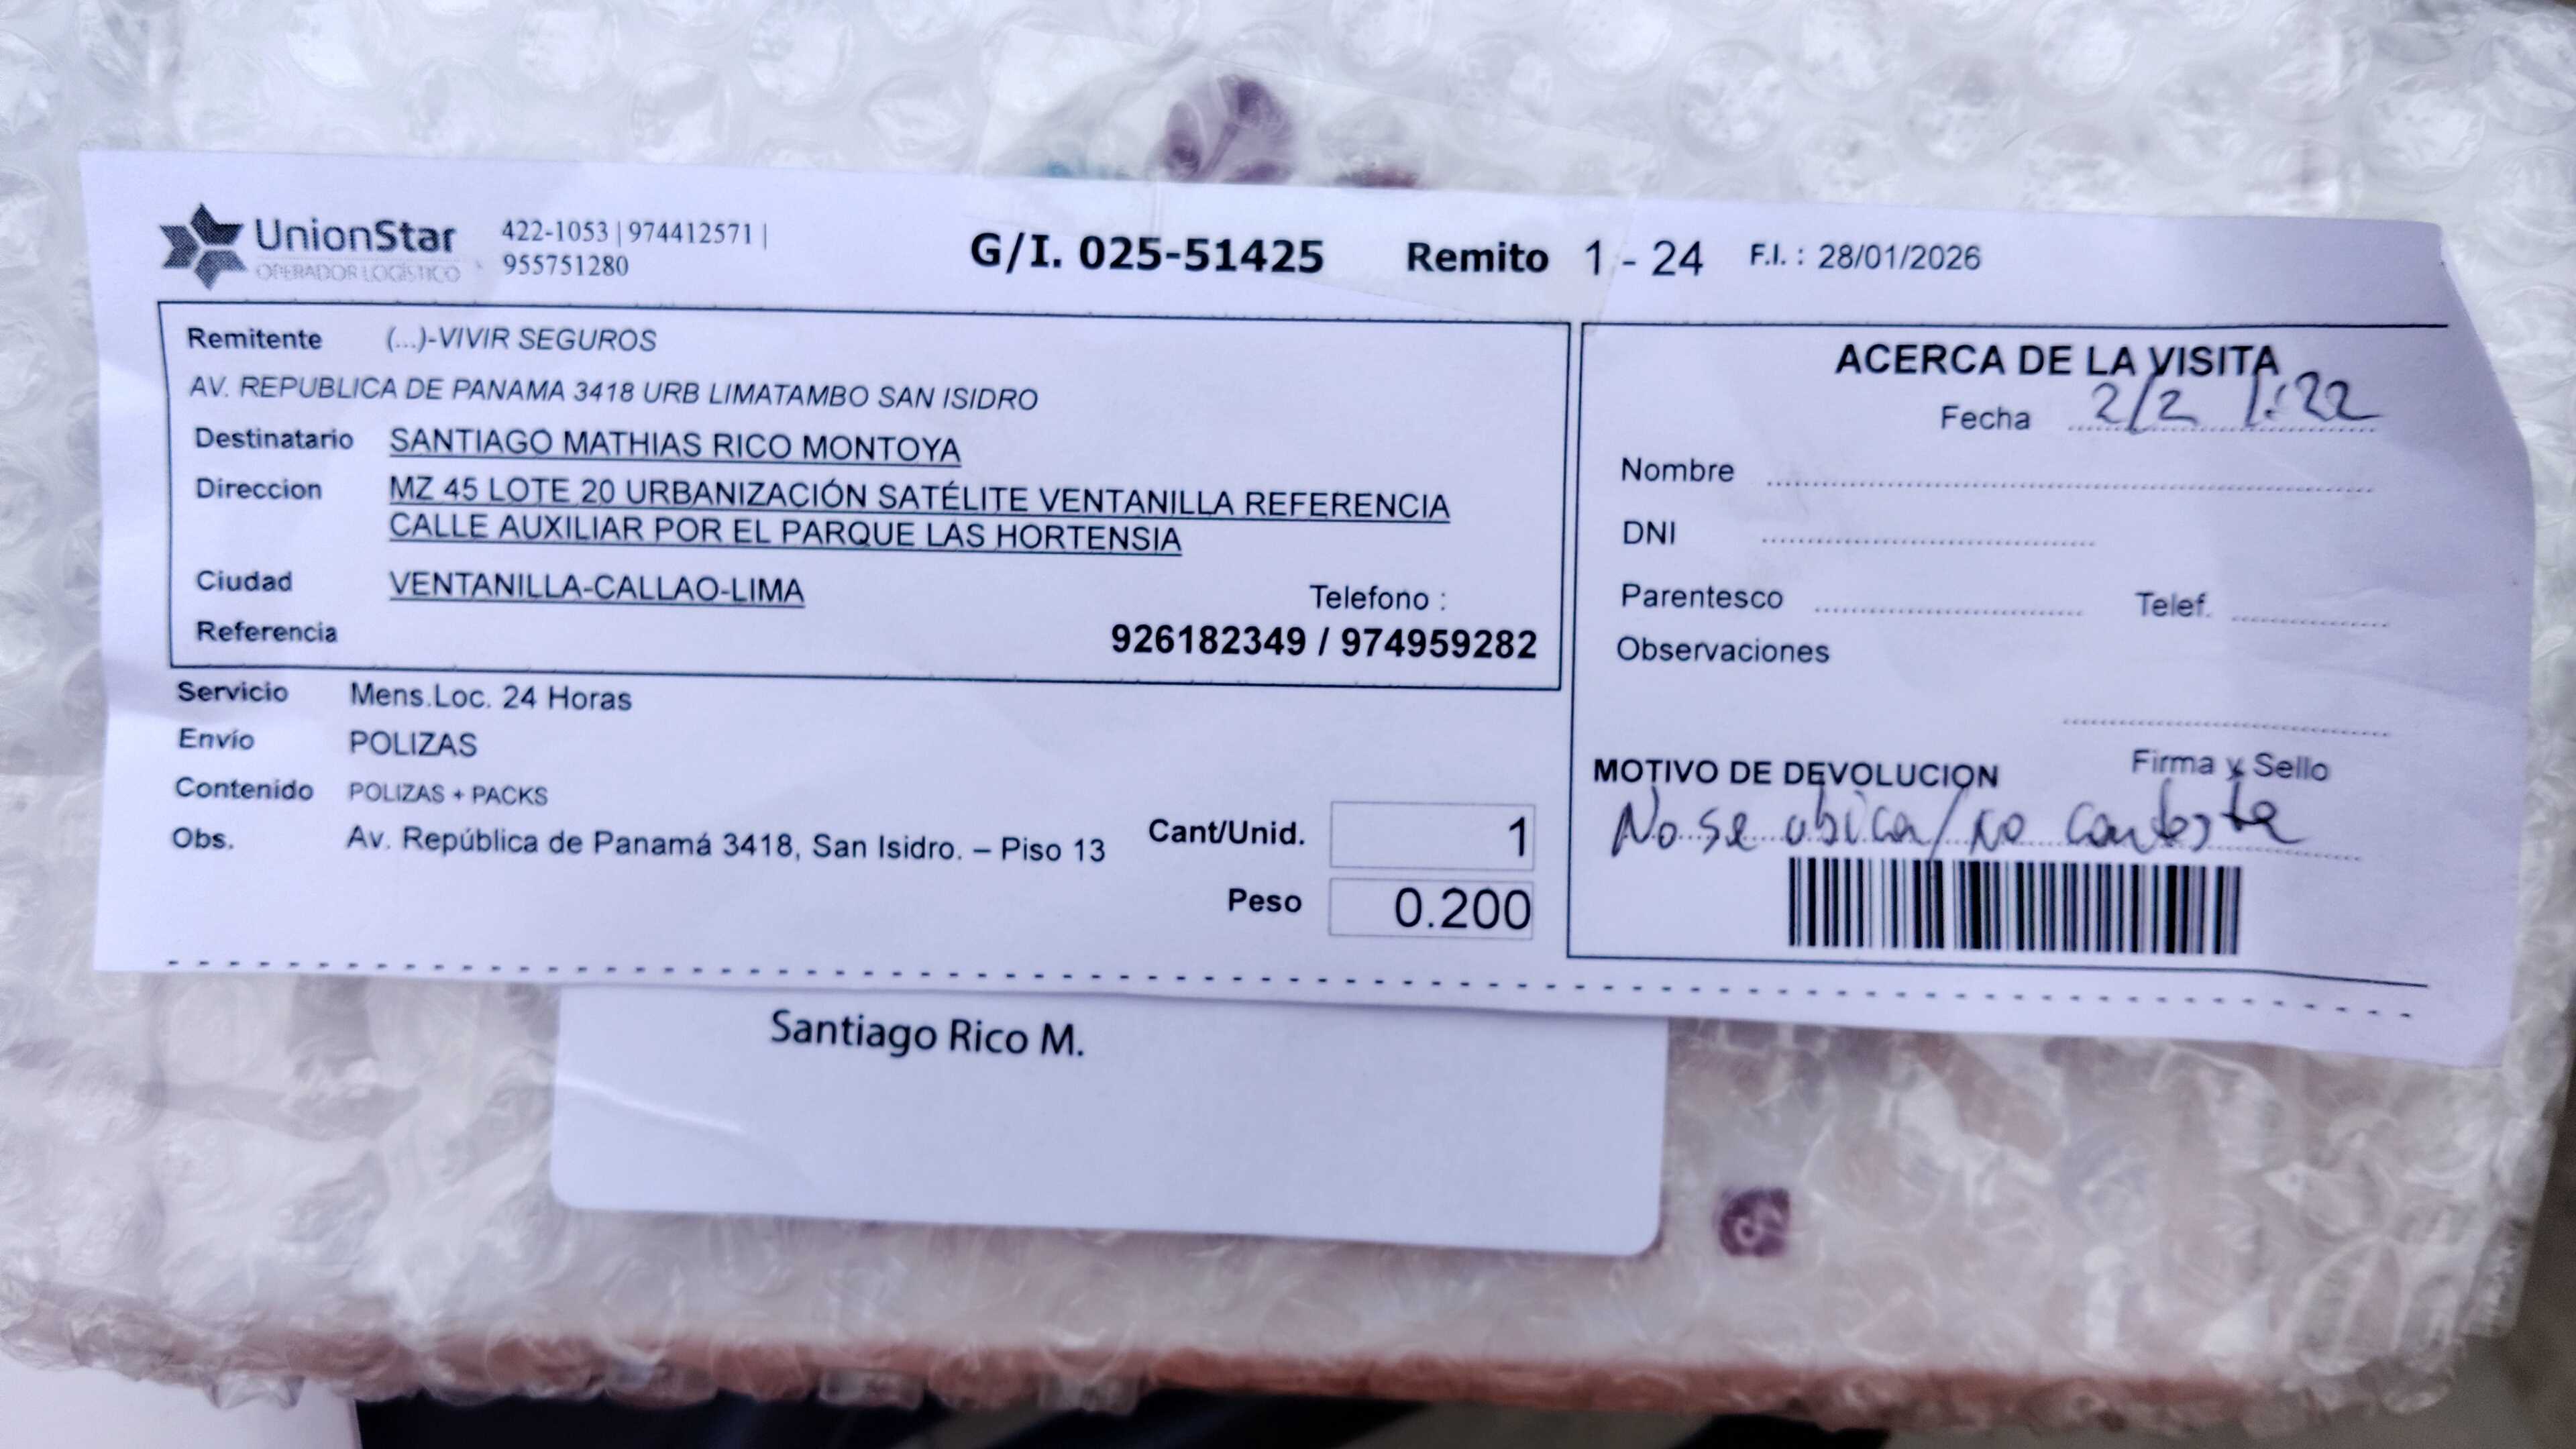 UnionStar
OPERADOR LOGÍSTICO
422-1053 | 974412571 |
955751280
G/I. 025-51425 Remito 1 - 24 F.I. : 28/01/2026
Remitente (...)-VIVIR SEGUROS
AV. REPUBLICA DE PANAMA 3418 URB LIMATAMBO SAN ISIDRO
Destinatario SANTIAGO MATHIAS RICO MONTOYA
Direccion MZ 45 LOTE 20 URBANIZACIÓN SATÉLITE VENTANILLA REFERENCIA
CALLE AUXILIAR POR EL PARQUE LAS HORTENSIA
Ciudad VENTANILLA-CALLAO-LIMA
Telefono :
Referencia 926182349 / 974959282
Servicio Mens.Loc. 24 Horas
Envío POLIZAS
Contenido POLIZAS + PACKS
Obs. Av. República de Panamá 3418, San Isidro. – Piso 13
Cant/Unid. 1
Peso 0.200
ACERCA DE LA VISITA
Fecha 2/2 1:22
Nombre
DNI
Parentesco Telef.
Observaciones
Firma y Sello
MOTIVO DE DEVOLUCION
No se ubica/no contesta
Santiago Rico M.